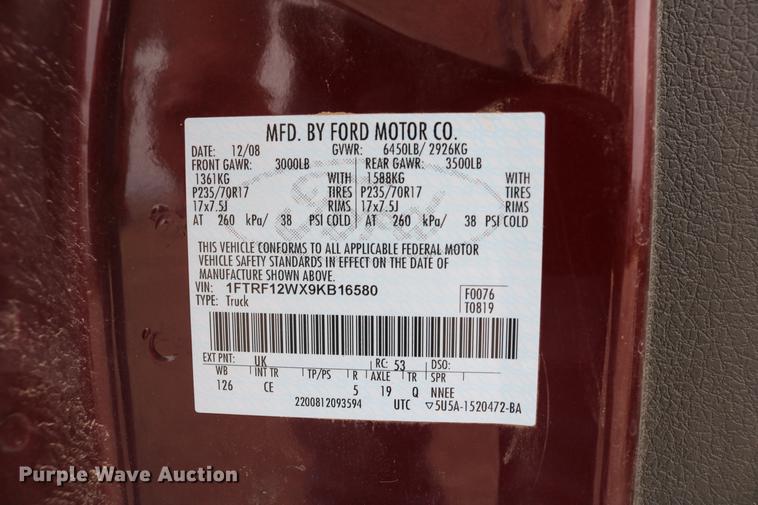 MFD. BY FORD MOTOR CO.
DATE: 12/08 GVWR: 6450LB/ 2926KG
FRONT GAWR: 3000LB REAR GAWR: 3500LB
1361KG WITH 1588KG WITH
P235/70R17 TIRES P235/70R17 TIRES
17x7.5J RIMS 17x7.5J RIMS
AT 260 kPa/ 38 PSI COLD AT 260 kPa/ 38 PSI COLD
Ford
THIS VEHICLE CONFORMS TO ALL APPLICABLE FEDERAL MOTOR
VEHICLE SAFETY STANDARDS IN EFFECT ON THE DATE OF
MANUFACTURE SHOWN ABOVE.
VIN: 1FTRF12WX9KB16580 F0076
TYPE: Truck T0819
EXT PNT: UK RC: 53 DSO:
WB INT TR TP/PS R AXLE TR SPR
126 CE 5 19 Q NNEE
2200812093594 UTC ▽5U5A-1520472-BA
Purple Wave Auction